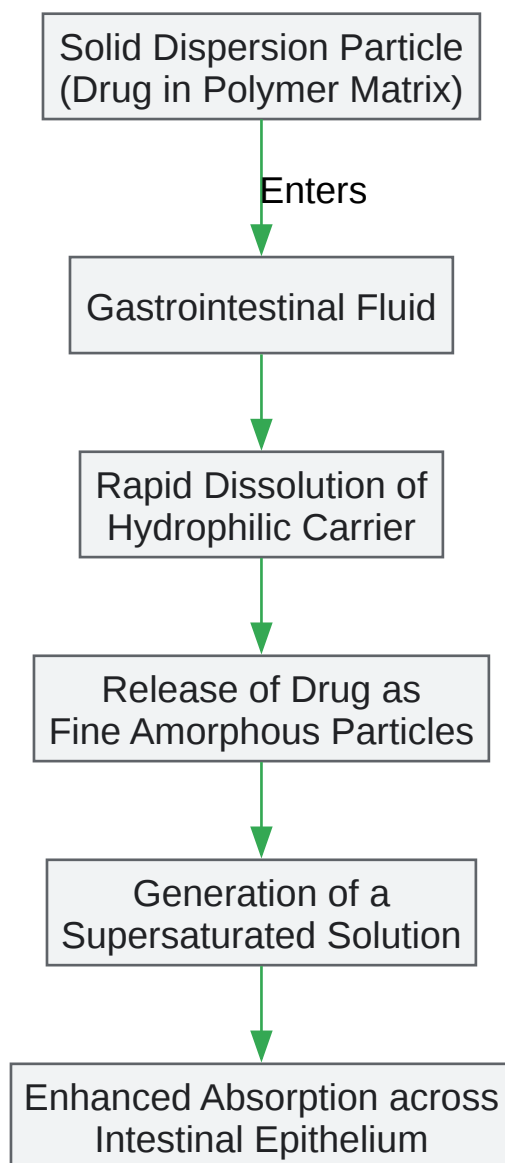 Solid Dispersion Particle
(Drug in Polymer Matrix)
Enters
Gastrointestinal Fluid
Rapid Dissolution of
Hydrophilic Carrier
Release of Drug as
Fine Amorphous Particles
Generation of a
Supersaturated Solution
Enhanced Absorption across
Intestinal Epithelium